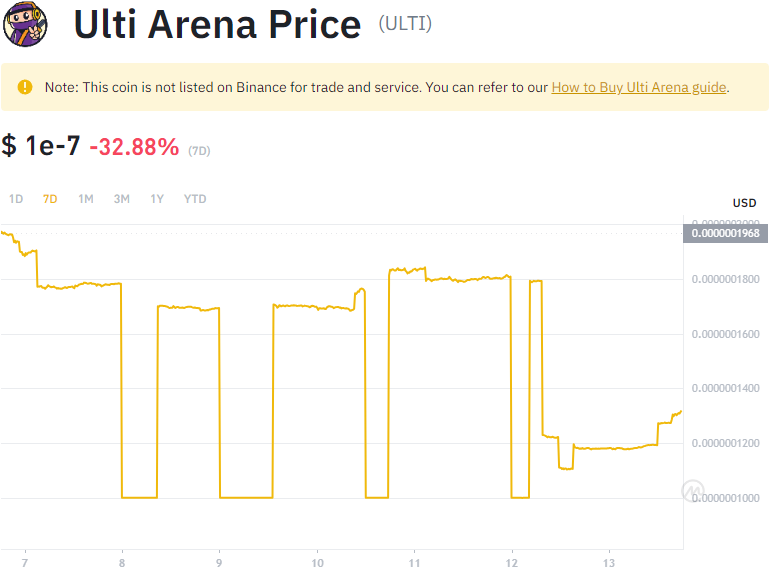 Ulti Arena Price (ULTI)
Note: This coin is not listed on Binance for trade and service. You can refer to our How to Buy Ulti Arena guide.
$ 1e-7 -32.88% (7D)
1D 7D 1M 3M 1Y YTD
USD
0.0000002000
0.0000001968
0.0000001800
0.0000001600
0.0000001400
0.0000001200
0.0000001000
7 8 9 10 11 12 13